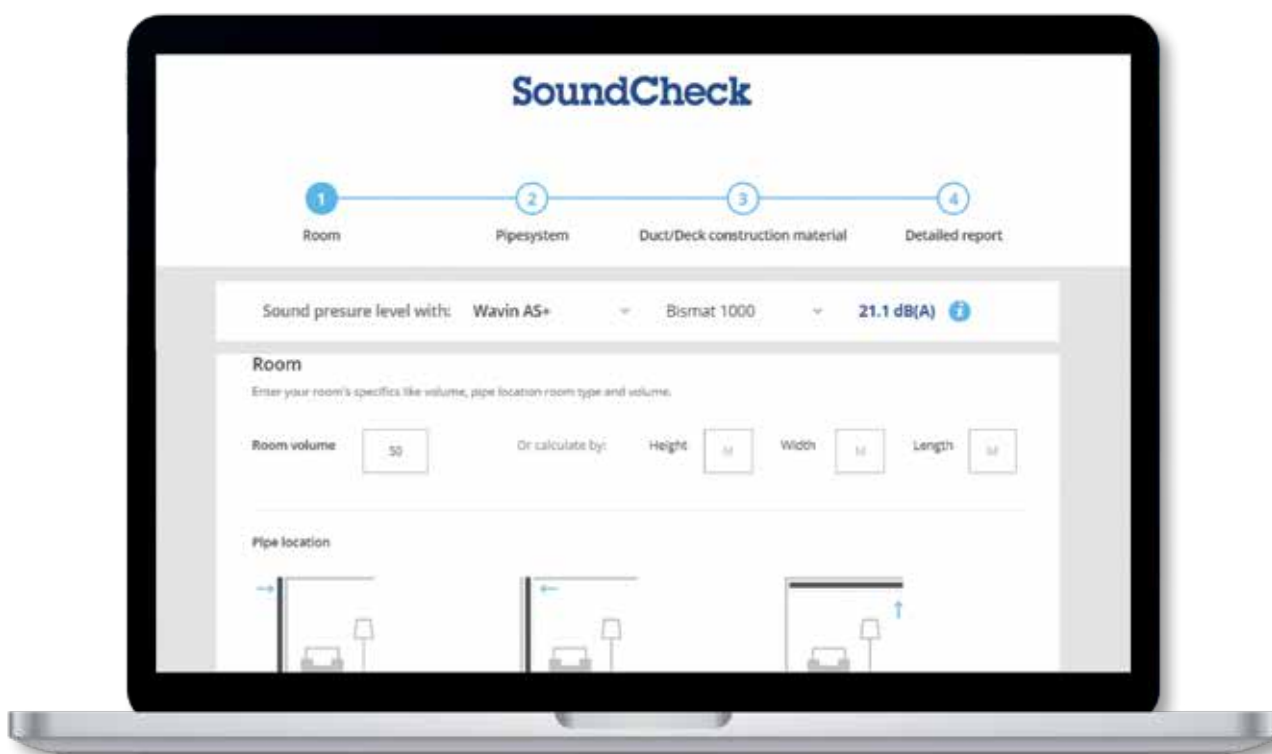 SoundCheck
1 2 3 4
Room Pipesystem Duct/Deck construction material Detailed report
Sound presure level with: Wavin AS+ Bismat 1000 21.1 dB(A) i
Room
Enter your room's specifics like volume, pipe location room type and volume.
Room volume 50 Or calculate by: Height M Width M Length M
Pipe location